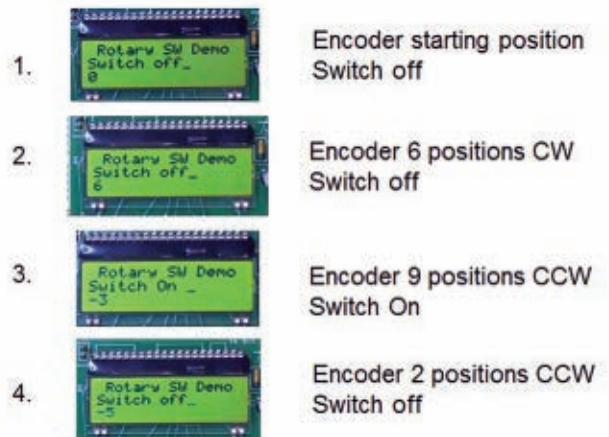 1.
Rotary SW Demo
Switch off_
0
Encoder starting position
Switch off
2.
Rotary SW Demo
Switch off_
6
Encoder 6 positions CW
Switch off
3.
Rotary SW Demo
Switch On _
-3
Encoder 9 positions CCW
Switch On
4.
Rotary SW Demo
Switch off_
-5
Encoder 2 positions CCW
Switch off